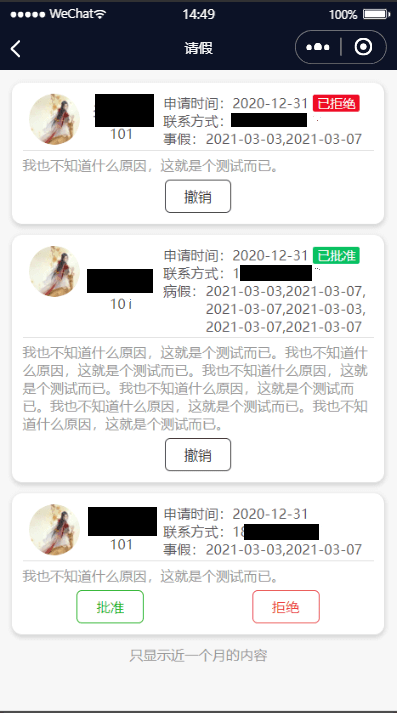 WeChat
14:49
100%
请假
申请时间：2020-12-31 已拒绝
联系方式：
101
事假：2021-03-03,2021-03-07
我也不知道什么原因，这就是个测试而已。
撤销
申请时间：2020-12-31 已批准
联系方式：1
10
病假：2021-03-03,2021-03-07,
2021-03-07,2021-03-03,
2021-03-07,2021-03-07
我也不知道什么原因，这就是个测试而已。我也不知道什
么原因，这就是个测试而已。我也不知道什么原因，这就
是个测试而已。我也不知道什么原因，这就是个测试而
已。我也不知道什么原因，这就是个测试而已。我也不知
道什么原因，这就是个测试而已。
撤销
申请时间：2020-12-31
联系方式：18
101
事假：2021-03-03,2021-03-07
我也不知道什么原因，这就是个测试而已。
批准
拒绝
只显示近一个月的内容